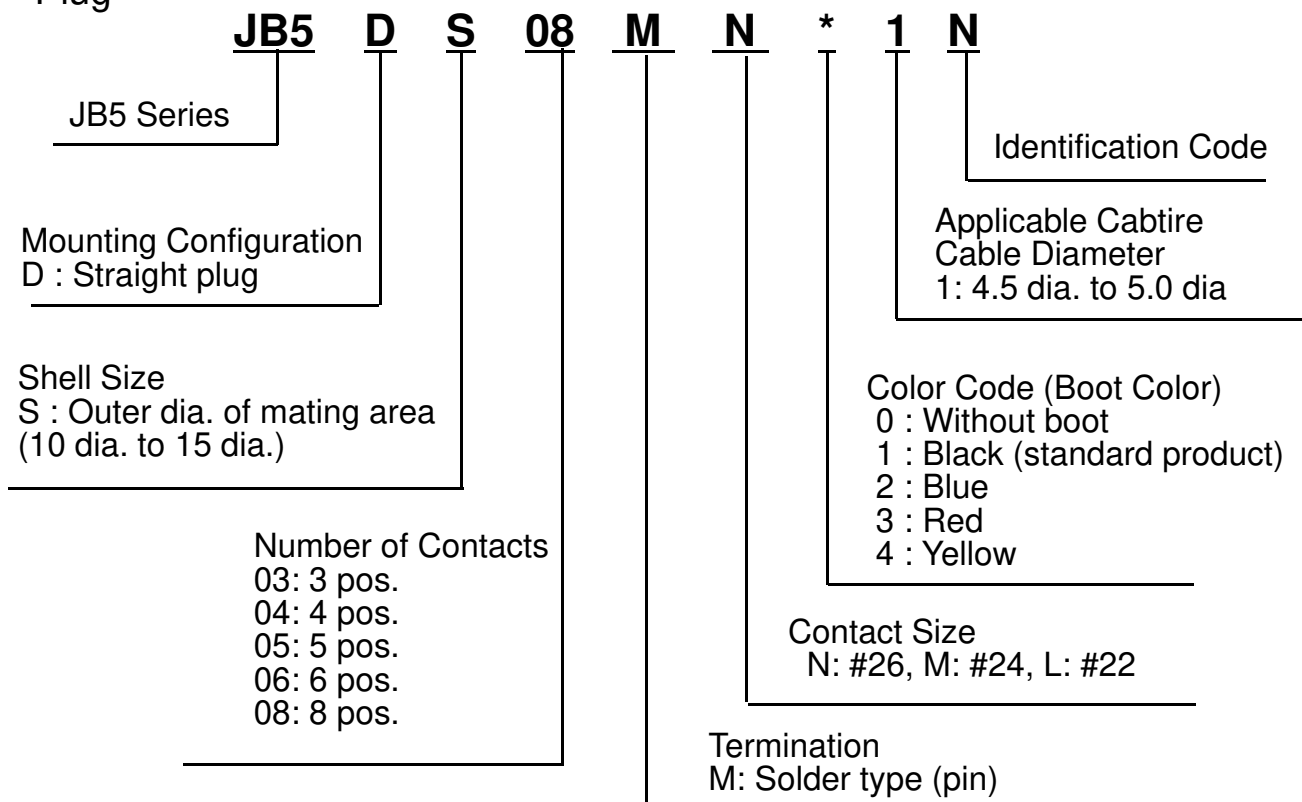 Plug
JB5 D S 08 M N * 1 N
JB5 Series
Identification Code
Mounting Configuration
D : Straight plug
Applicable Cabtire
Cable Diameter
1: 4.5 dia. to 5.0 dia
Shell Size
S : Outer dia. of mating area
(10 dia. to 15 dia.)
Color Code (Boot Color)
0 : Without boot
1 : Black (standard product)
2 : Blue
3 : Red
4 : Yellow
Number of Contacts
03: 3 pos.
04: 4 pos.
05: 5 pos.
06: 6 pos.
08: 8 pos.
Contact Size
N: #26, M: #24, L: #22
Termination
M: Solder type (pin)